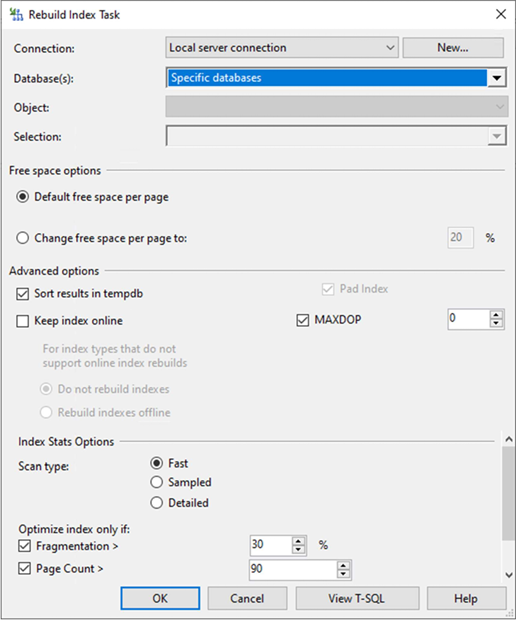 Rebuild Index Task
Connection: Local server connection New...
Database(s): Specific databases
Object:
Selection:
Free space options
Default free space per page
Change free space per page to: 20 %
Advanced options
Sort results in tempdb Pad Index
Keep index online MAXDOP 0
For index types that do not
support online index rebuilds
Do not rebuild indexes
Rebuild indexes offline
Index Stats Options
Scan type: Fast
Sampled
Detailed
Optimize index only if:
Fragmentation > 30 %
Page Count > 90
OK Cancel View T-SQL Help